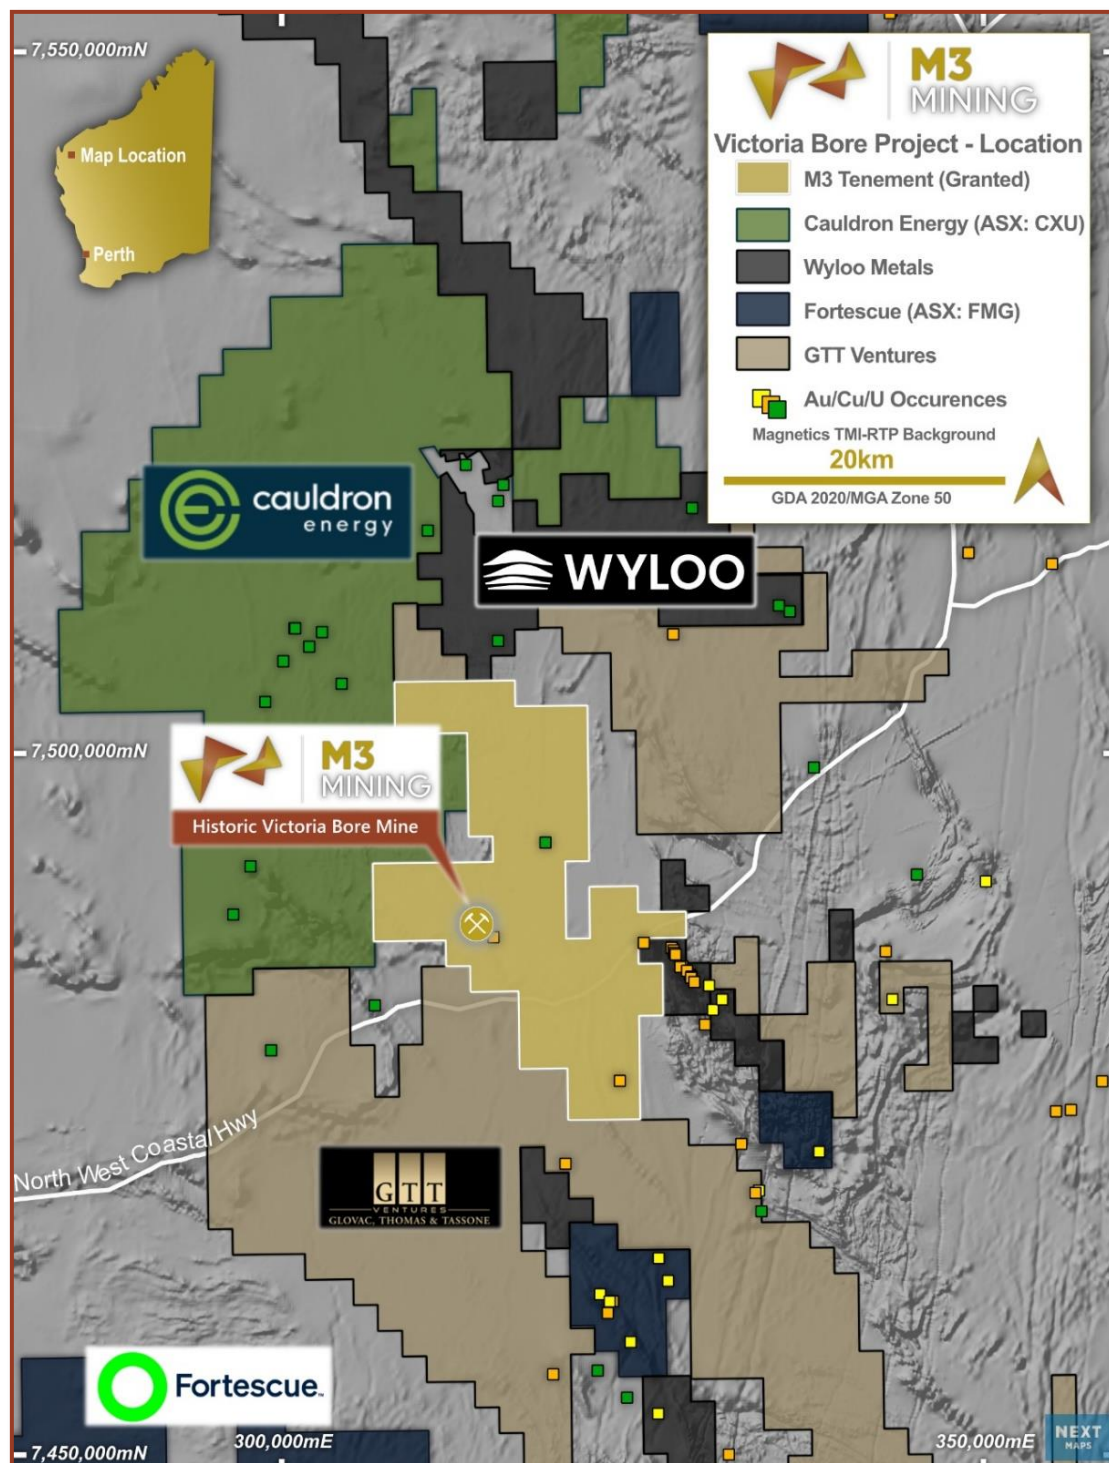 7,550,000mN
Map Location
Perth
M3
MINING
Victoria Bore Project - Location
M3 Tenement (Granted)
Cauldron Energy (ASX: CXU)
Wyloo Metals
Fortescue (ASX: FMG)
GTT Ventures
Au/Cu/U Occurences
Magnetics TMI-RTP Background
20km
GDA 2020/MGA Zone 50
cauldron
energy
WYLOO
7,500,000mN
M3
MINING
Historic Victoria Bore Mine
North West Coastal Hwy
GTT
VENTURES
GLOVAC, THOMAS & TASSONE
Fortescue
7,450,000mN
300,000mE
350,000mE
NEXT
MAPS